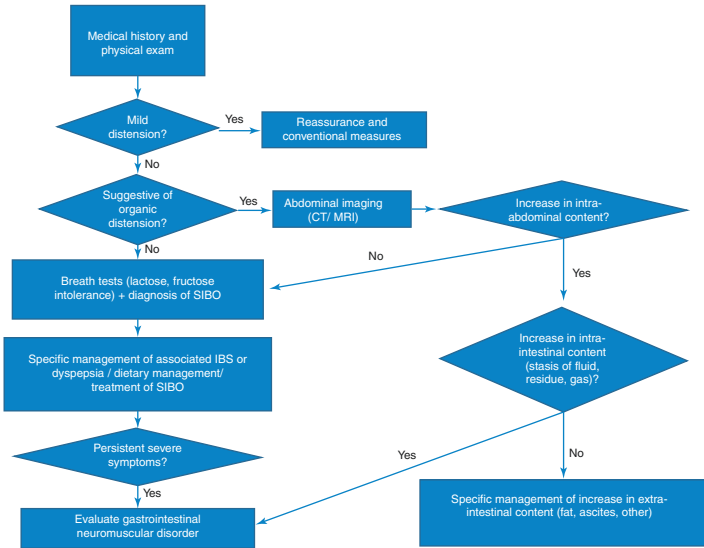 Medical history and
physical exam
Mild
distension?
Yes
Reassurance and
conventional measures
No
Suggestive of
organic
distension?
Yes
Abdominal imaging
(CT/ MRI)
Increase in intra-
abdominal content?
No
No
Yes
Breath tests (lactose, fructose
intolerance) + diagnosis of SIBO
Increase in intra-
intestinal content
(stasis of fluid,
residue, gas)?
Specific management of associated IBS or
dyspepsia / dietary management/
treatment of SIBO
Persistent severe
symptoms?
Yes
No
Yes
Evaluate gastrointestinal
neuromuscular disorder
Specific management of increase in extra-
intestinal content (fat, ascites, other)